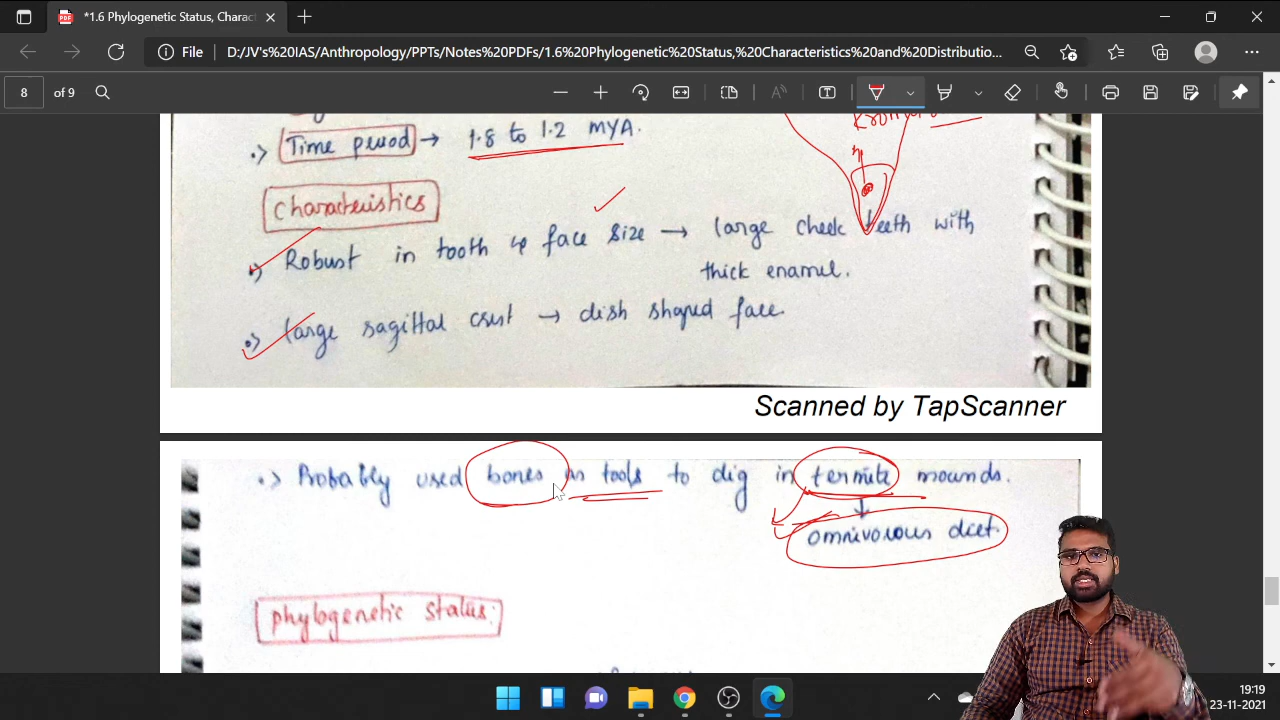 *1.6 Phylogenetic Status, Charac
File D:/JV's%20IAS/Anthropology/PPTs/Notes%20PDFs/1.6%20Phylogenetic%20Status,%20Characteristics%20and%20Distributio...
8 of 9
.) Time period → 1.8 to 1.2 MYA.
Characteristics
.) Robust in tooth & face size → large cheek teeth with
thick enamel.
.) large sagittal crest → dish shaped face.
Scanned by TapScanner
.) Probably used bones as tools to dig in termite mounds.
↓
omnivorous diet.
phylogenetic status:
19:19
23-11-2021